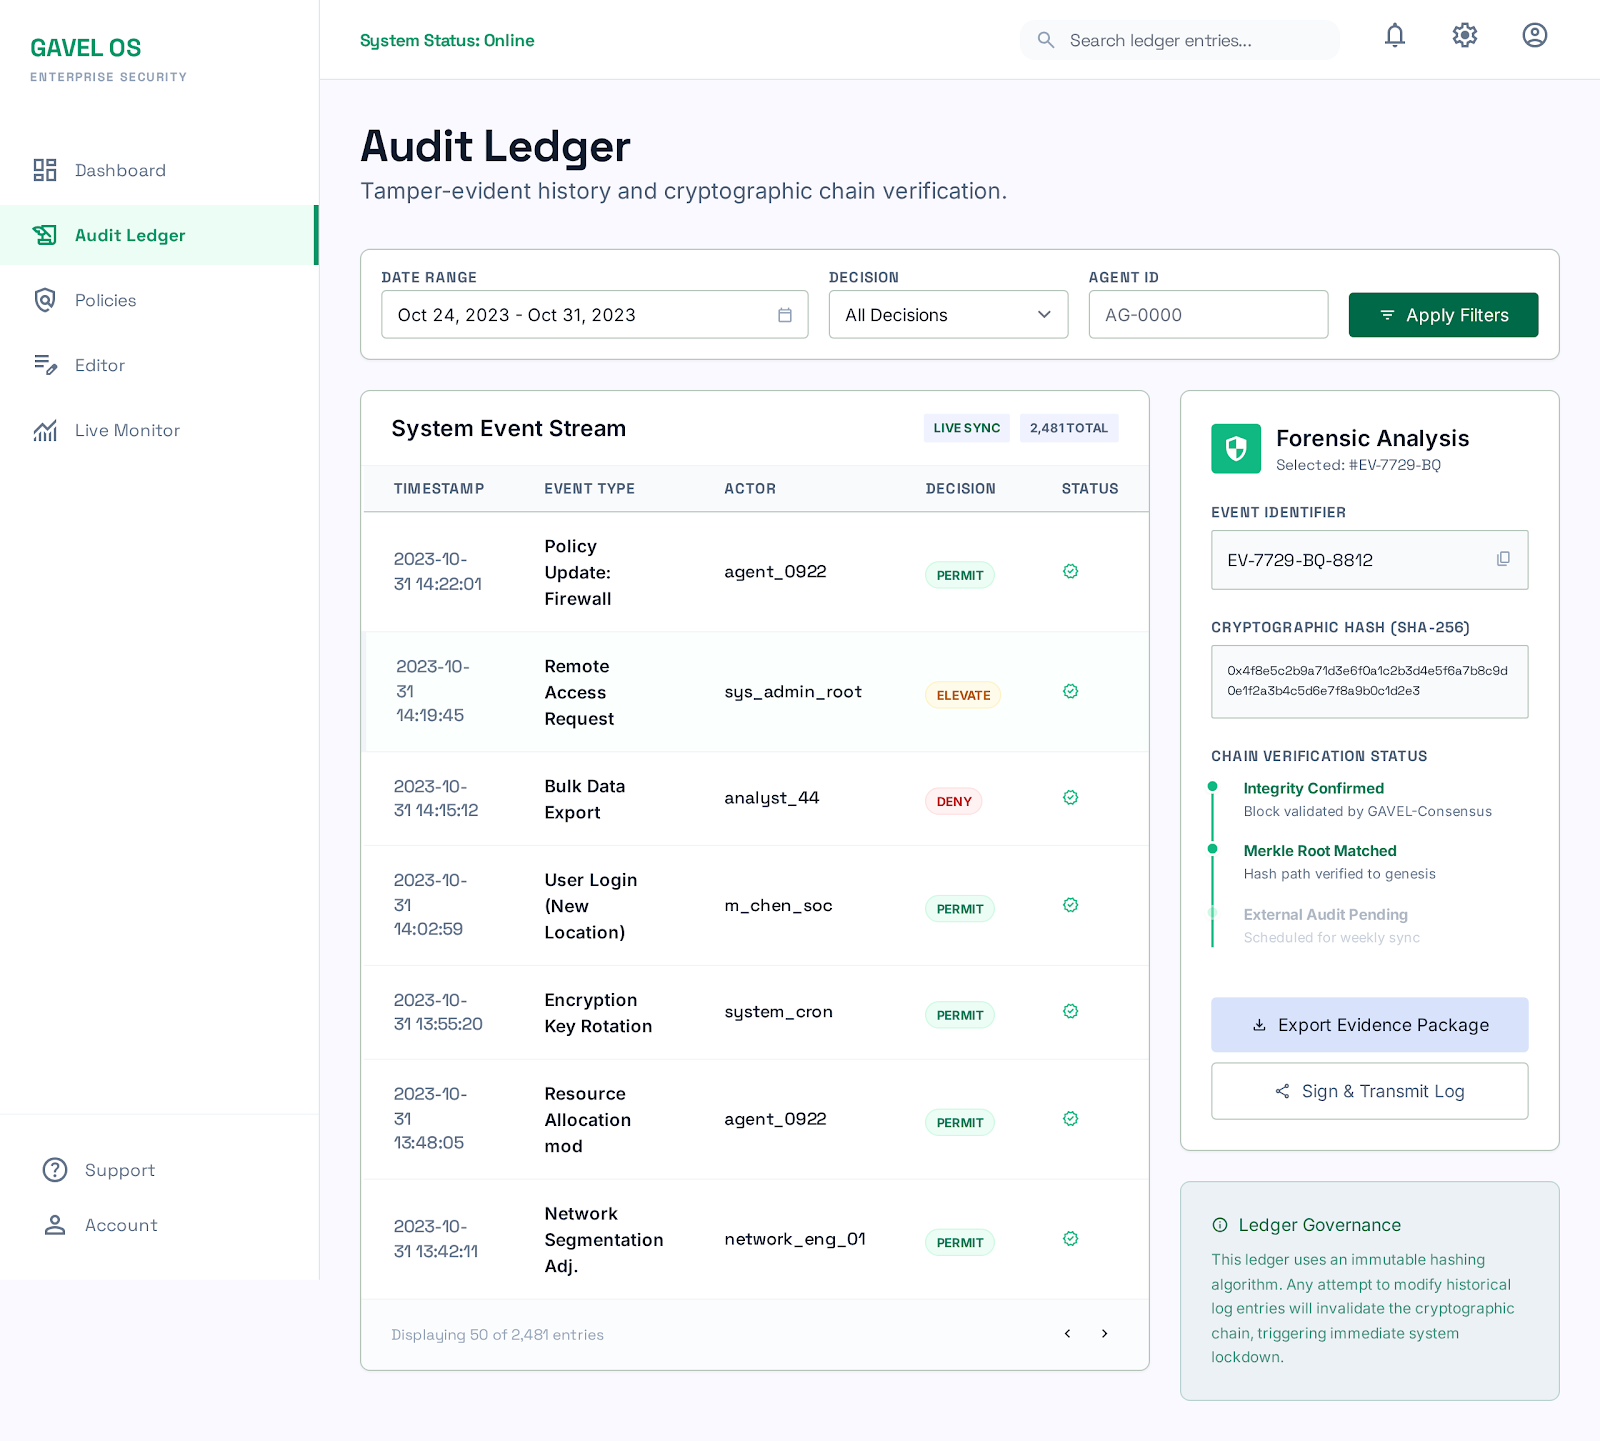 GAVEL OS
ENTERPRISE SECURITY
Dashboard
Audit Ledger
Policies
Editor
Live Monitor
Support
Account
System Status: Online
Search ledger entries...
Audit Ledger
Tamper-evident history and cryptographic chain verification.
DATE RANGE
Oct 24, 2023 - Oct 31, 2023
DECISION
All Decisions
AGENT ID
AG-0000
Apply Filters
System Event Stream
LIVE SYNC
2,481 TOTAL
TIMESTAMP EVENT TYPE ACTOR DECISION STATUS
2023-10-
31 14:22:01
Policy
Update:
Firewall
agent_0922
PERMIT
2023-10-
31
14:19:45
Remote
Access
Request
sys_admin_root
ELEVATE
2023-10-
31 14:15:12
Bulk Data
Export
analyst_44
DENY
2023-10-
31
14:02:59
User Login
(New
Location)
m_chen_soc
PERMIT
2023-10-
31 13:55:20
Encryption
Key Rotation
system_cron
PERMIT
2023-10-
31
13:48:05
Resource
Allocation
mod
agent_0922
PERMIT
2023-10-
31 13:42:11
Network
Segmentation
Adj.
network_eng_01
PERMIT
Displaying 50 of 2,481 entries
Forensic Analysis
Selected: #EV-7729-BQ
EVENT IDENTIFIER
EV-7729-BQ-8812
CRYPTOGRAPHIC HASH (SHA-256)
0x4f8e5c2b9a71d3e6f0a1c2b3d4e5f6a7b8c9d
0e1f2a3b4c5d6e7f8a9b0c1d2e3
CHAIN VERIFICATION STATUS
Integrity Confirmed
Block validated by GAVEL-Consensus
Merkle Root Matched
Hash path verified to genesis
External Audit Pending
Scheduled for weekly sync
Export Evidence Package
Sign & Transmit Log
Ledger Governance
This ledger uses an immutable hashing
algorithm. Any attempt to modify historical
log entries will invalidate the cryptographic
chain, triggering immediate system
lockdown.